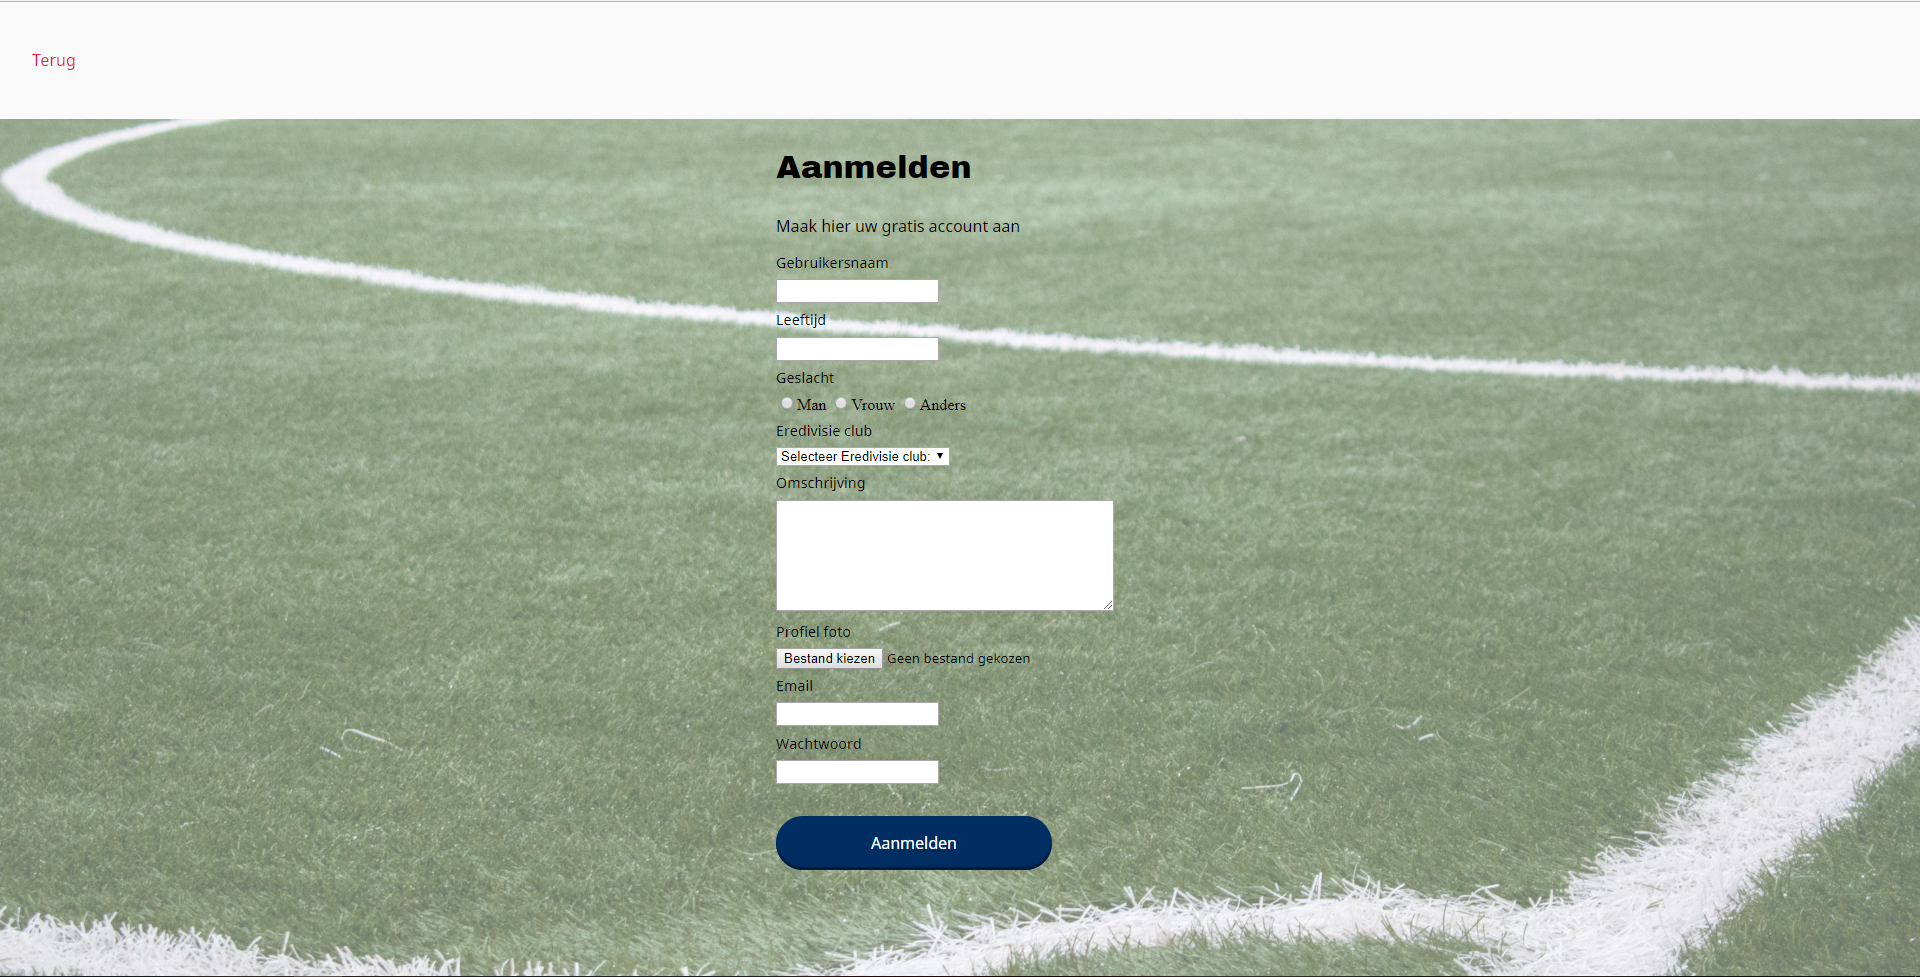 Terug
Aanmelden
Maak hier uw gratis account aan
Gebruikersnaam
Leeftijd
Geslacht
Man Vrouw Anders
Eredivisie club
Selecteer Eredivisie club:
Omschrijving
Profiel foto
Bestand kiezen Geen bestand gekozen
Email
Wachtwoord
Aanmelden